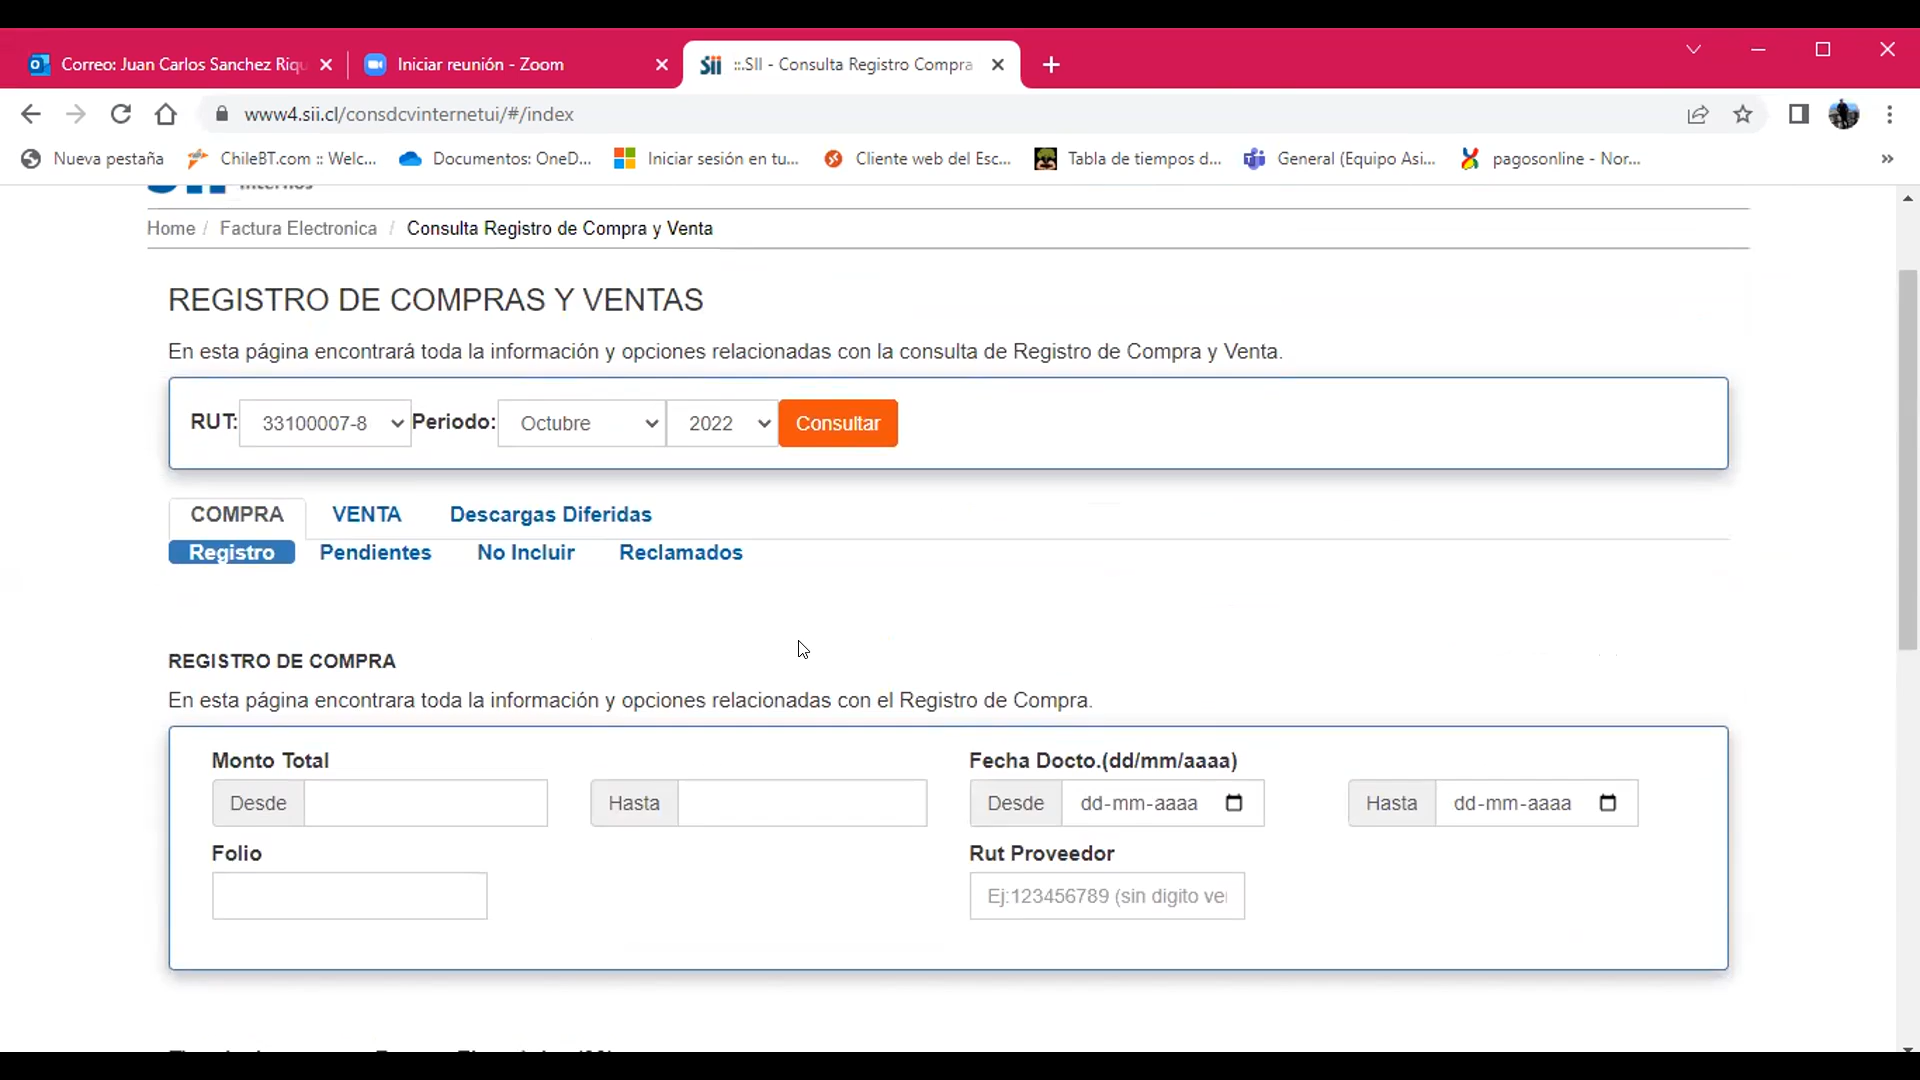 Correo: Juan Carlos Sanchez Riqu
Iniciar reunión - Zoom
Sii ::.SII - Consulta Registro Compra
www4.sii.cl/consdcvinternetui/#/index
Nueva pestaña ChileBT.com :: Welc... Documentos: OneD... Iniciar sesión en tu... Cliente web del Esc... Tabla de tiempos d... General (Equipo Asi... pagosonline - Nor... »
Home / Factura Electronica / Consulta Registro de Compra y Venta
REGISTRO DE COMPRAS Y VENTAS
En esta página encontrará toda la información y opciones relacionadas con la consulta de Registro de Compra y Venta.
RUT: 33100007-8 Periodo: Octubre 2022 Consultar
COMPRA VENTA Descargas Diferidas
Registro Pendientes No Incluir Reclamados
REGISTRO DE COMPRA
En esta página encontrara toda la información y opciones relacionadas con el Registro de Compra.
Monto Total Fecha Docto.(dd/mm/aaaa)
Desde Hasta Desde dd-mm-aaaa Hasta dd-mm-aaaa
Folio Rut Proveedor
Ej:123456789 (sin digito ve